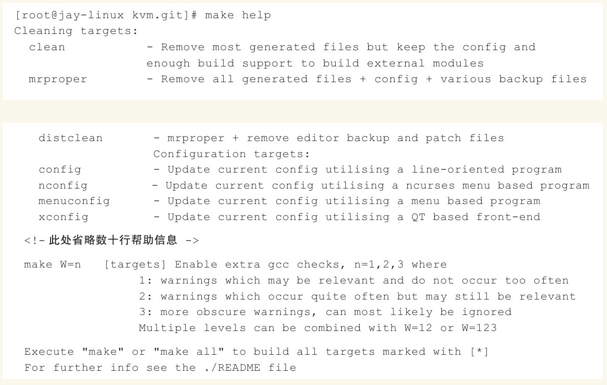 [root@jay-linux kvm.git]# make help
Cleaning targets:
clean - Remove most generated files but keep the config and
enough build support to build external modules
mrproper - Remove all generated files + config + various backup files
distclean - mrproper + remove editor backup and patch files
Configuration targets:
config - Update current config utilising a line-oriented program
nconfig - Update current config utilising a ncurses menu based program
menuconfig - Update current config utilising a menu based program
xconfig - Update current config utilising a QT based front-end
<!- 此处省略数十行帮助信息 ->
make W=n [targets] Enable extra gcc checks, n=1,2,3 where
1: warnings which may be relevant and do not occur too often
2: warnings which occur quite often but may still be relevant
3: more obscure warnings, can most likely be ignored
Multiple levels can be combined with W=12 or W=123
Execute "make" or "make all" to build all targets marked with [*]
For further info see the ./README file